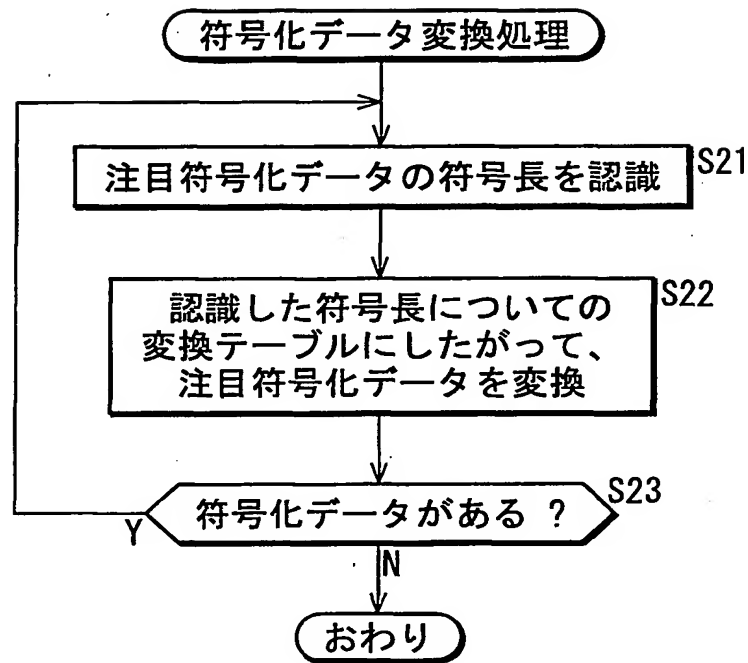 符号化データ変換処理
注目符号化データの符号長を認識
S21
認識した符号長についての
変換テーブルにしたがって、
注目符号化データを変換
S22
符号化データがある ?
S23
Y
N
おわり